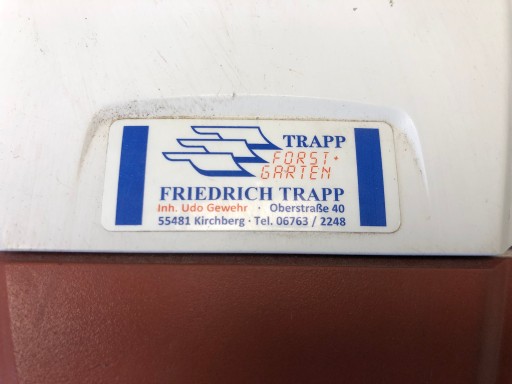 TRAPP
FORST+
GARTEN
FRIEDRICH TRAPP
Inh. Udo Gewehr · Oberstraße 40
55481 Kirchberg · Tel. 06763 / 2248